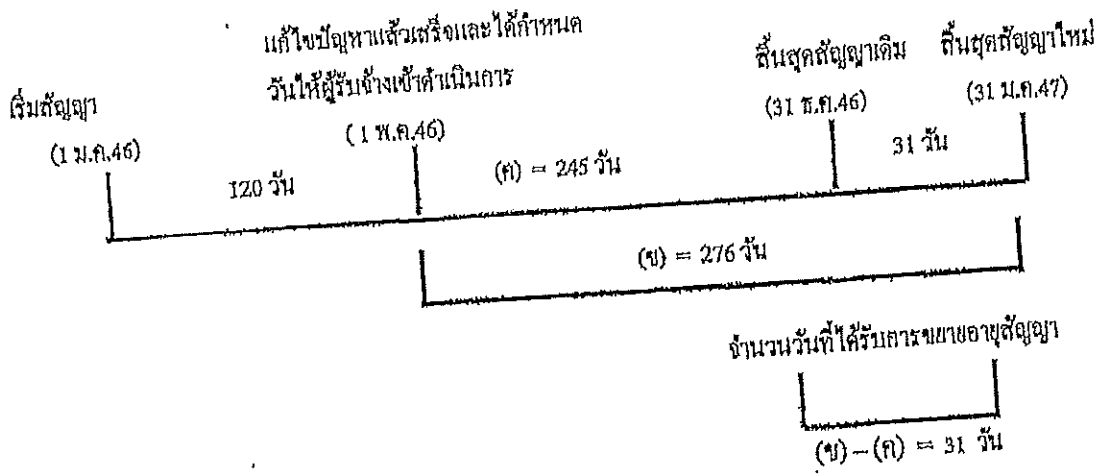 แก้ไขปัญหาแล้วเสร็จและได้กำหนด
วันให้ผู้รับจ้างเข้าดำเนินการ
(1 พ.ค.46)
เริ่มสัญญา
(1 ม.ค.46)
สิ้นสุดสัญญาเดิม
(31 ธ.ค.46)
สิ้นสุดสัญญาใหม่
(31 ม.ค.47)
120 วัน
(ค) = 245 วัน
31 วัน
(ข) = 276 วัน
จำนวนวันที่ได้รับการขยายอายุสัญญา
(ข) – (ค) = 31 วัน